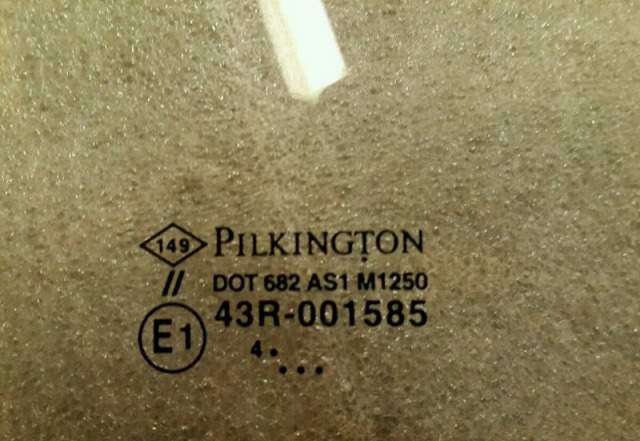 149 PILKINGTON
// DOT 682 AS1 M1250
E1 43R-001585
4.
...